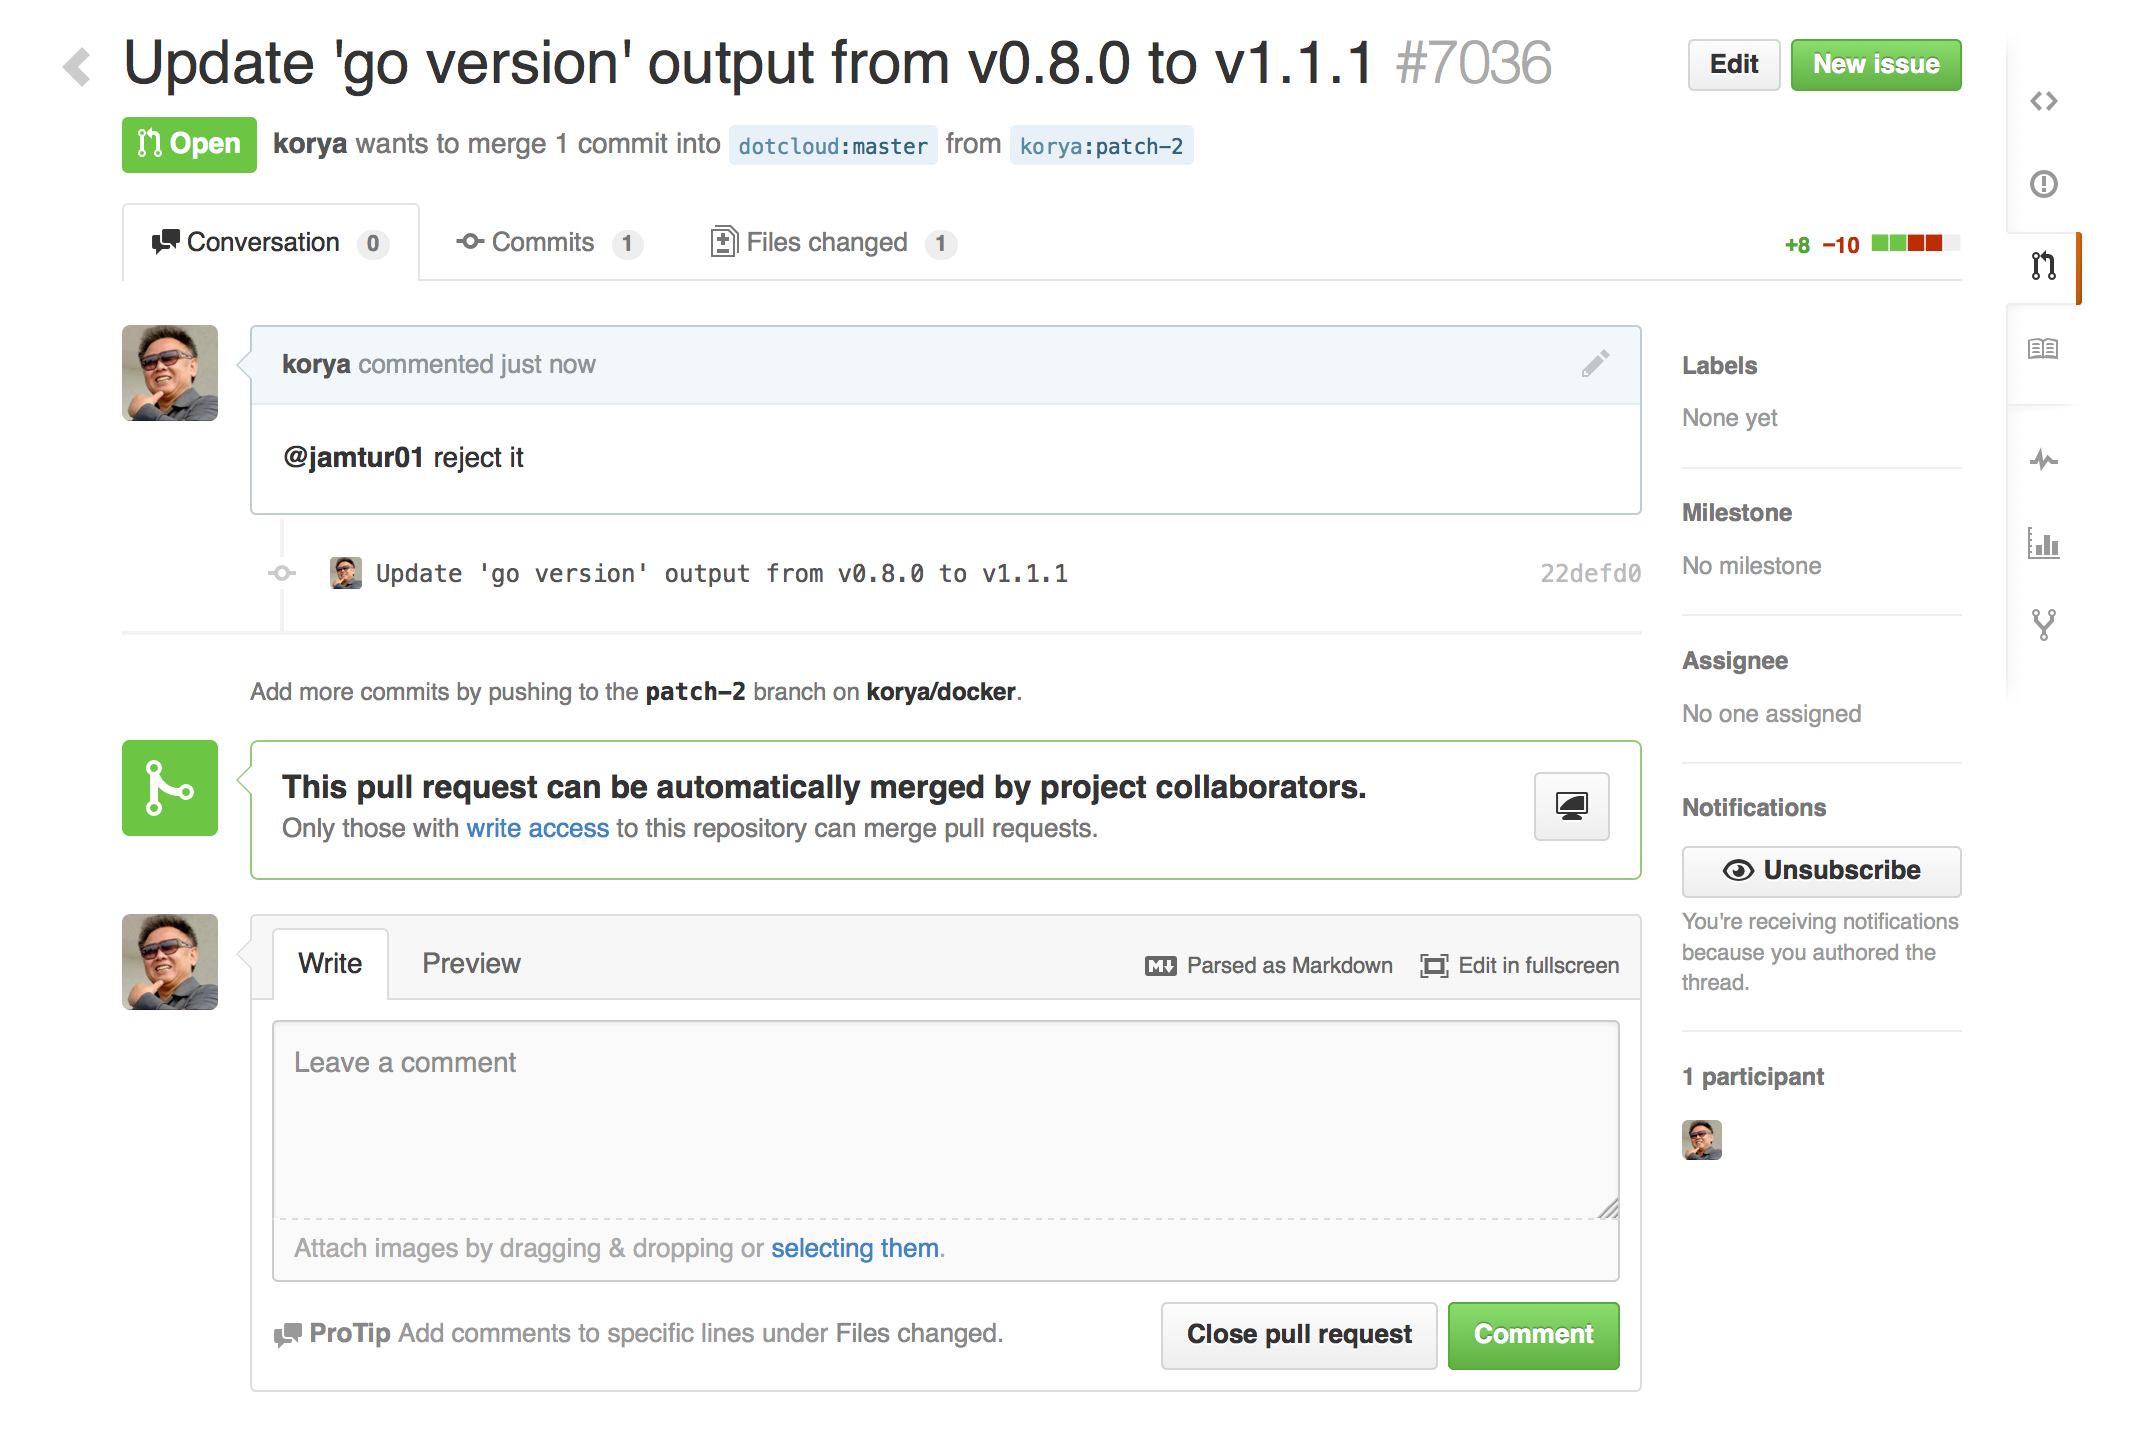 Update 'go version' output from v0.8.0 to v1.1.1 #7036
Edit
New issue
Open
korya wants to merge 1 commit into dotcloud:master from korya:patch-2
Conversation 0
Commits 1
Files changed 1
+8 −10
korya commented just now
@jamtur01 reject it
Update 'go version' output from v0.8.0 to v1.1.1
22defd0
Add more commits by pushing to the patch-2 branch on korya/docker.
This pull request can be automatically merged by project collaborators.
Only those with write access to this repository can merge pull requests.
Write
Preview
Parsed as Markdown
Edit in fullscreen
Leave a comment
Attach images by dragging & dropping or selecting them.
ProTip Add comments to specific lines under Files changed.
Close pull request
Comment
Labels
None yet
Milestone
No milestone
Assignee
No one assigned
Notifications
Unsubscribe
You're receiving notifications
because you authored the
thread.
1 participant